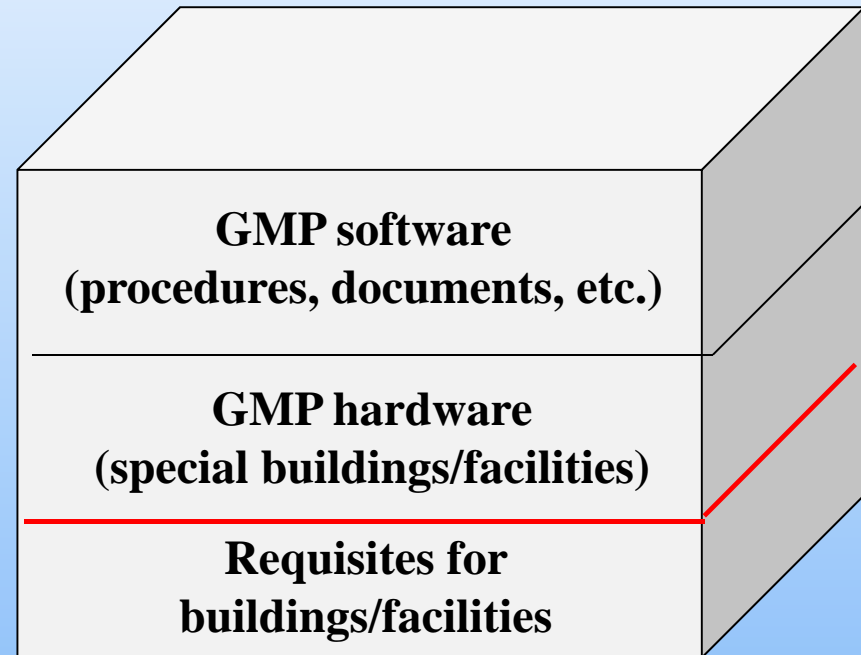 GMP software
(procedures, documents, etc.)
GMP hardware
(special buildings/facilities)
Requisites for
buildings/facilities